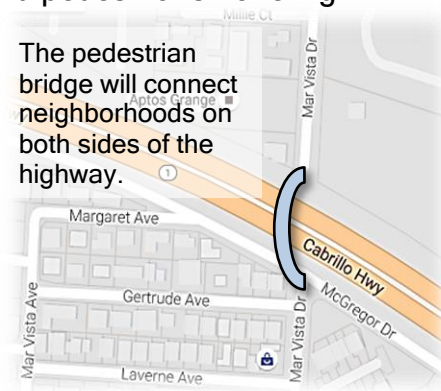 Millie Ct
The pedestrian
bridge will connect
neighborhoods on
both sides of the
highway.
Aptos Grange
Mar Vista Dr
1
Margaret Ave
Cabrillo Hwy
McGregor Dr
Gertrude Ave
Mar Vista Ave
Mar Vista Dr
Laverne Ave